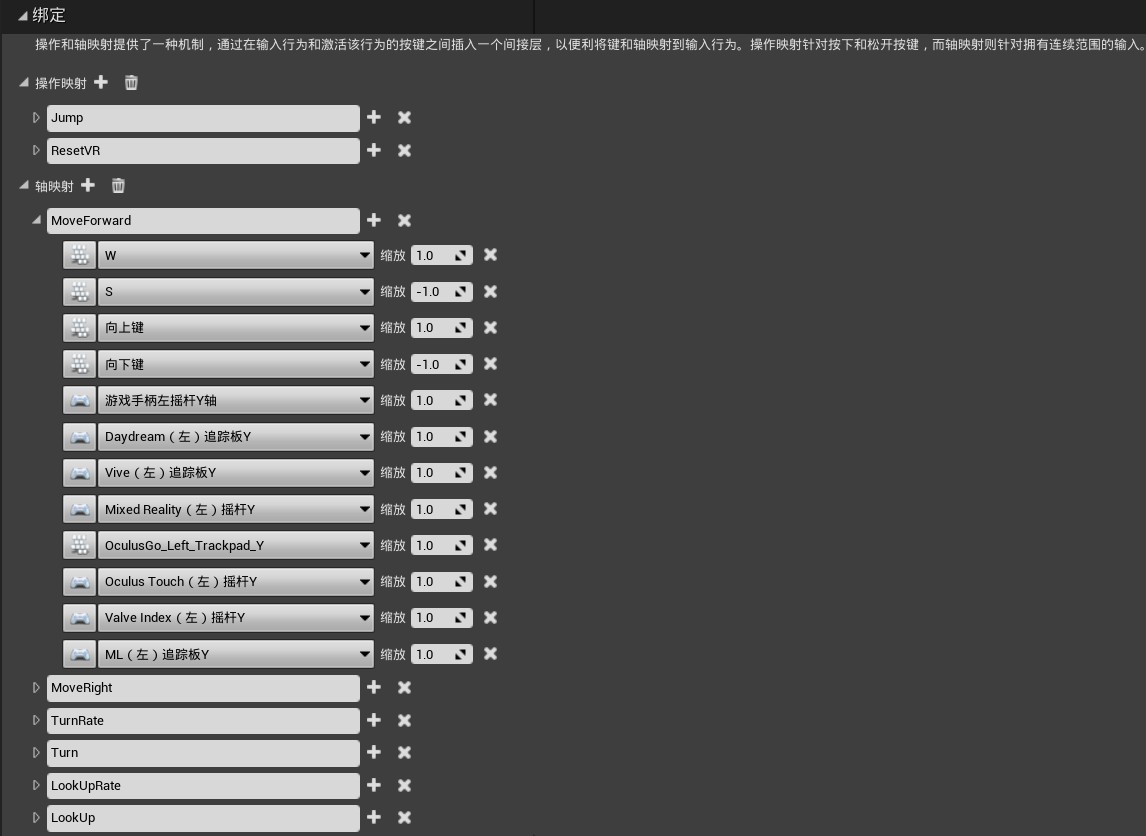 绑定
操作和轴映射提供了一种机制，通过在输入行为和激活该行为的按键之间插入一个间接层，以便利将键和轴映射到输入行为。操作映射针对按下和松开按键，而轴映射则针对拥有连续范围的输入。
操作映射
Jump
ResetVR
轴映射
MoveForward
W 缩放 1.0
S 缩放 -1.0
向上键 缩放 1.0
向下键 缩放 -1.0
游戏手柄左摇杆Y轴 缩放 1.0
Daydream（左）追踪板Y 缩放 1.0
Vive（左）追踪板Y 缩放 1.0
Mixed Reality（左）摇杆Y 缩放 1.0
OculusGo_Left_Trackpad_Y 缩放 1.0
Oculus Touch（左）摇杆Y 缩放 1.0
Valve Index（左）摇杆Y 缩放 1.0
ML（左）追踪板Y 缩放 1.0
MoveRight
TurnRate
Turn
LookUpRate
LookUp